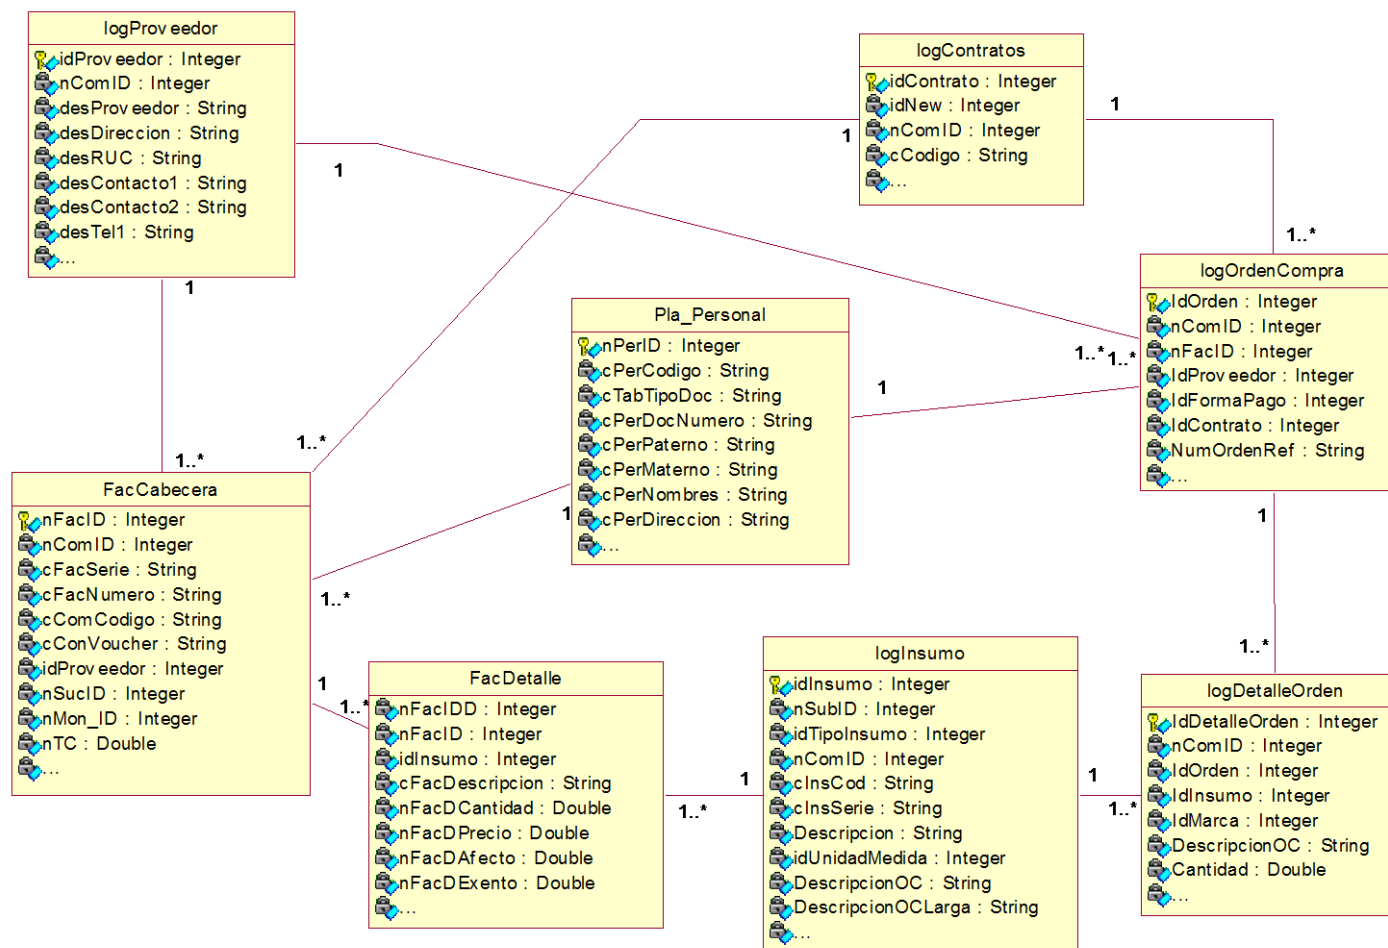 logProveedor
idProveedor : Integer
nComID : Integer
desProveedor : String
desDireccion : String
desRUC : String
desContacto1 : String
desContacto2 : String
desTel1 : String
...
1
1
logContratos
idContrato : Integer
idNew : Integer
nComID : Integer
cCodigo : String
...
1
1
1..*
logOrdenCompra
IdOrden : Integer
nComID : Integer
nFacID : Integer
IdProveedor : Integer
IdFormaPago : Integer
IdContrato : Integer
NumOrdenRef : String
...
1..*
1..*
1
Pla_Personal
nPerID : Integer
cPerCodigo : String
cTabTipoDoc : String
cPerDocNumero : String
cPerPaterno : String
cPerMaterno : String
cPerNombres : String
cPerDireccion : String
...
1
1
1..*
1..*
FacCabecera
nFacID : Integer
nComID : Integer
cFacSerie : String
cFacNumero : String
cComCodigo : String
cConVoucher : String
idProveedor : Integer
nSucID : Integer
nMon_ID : Integer
nTC : Double
...
1..*
1
1..*
FacDetalle
nFacIDD : Integer
nFacID : Integer
idInsumo : Integer
cFacDescripcion : String
nFacDCantidad : Double
nFacDPrecio : Double
nFacDAfecto : Double
nFacDExento : Double
...
1..*
1
logInsumo
idInsumo : Integer
nSubID : Integer
idTipoInsumo : Integer
nComID : Integer
cInsCod : String
cInsSerie : String
Descripcion : String
idUnidadMedida : Integer
DescripcionOC : String
DescripcionOCLarga : String
...
1
1..*
1..*
logDetalleOrden
IdDetalleOrden : Integer
nComID : Integer
IdOrden : Integer
IdInsumo : Integer
IdMarca : Integer
DescripcionOC : String
Cantidad : Double
...